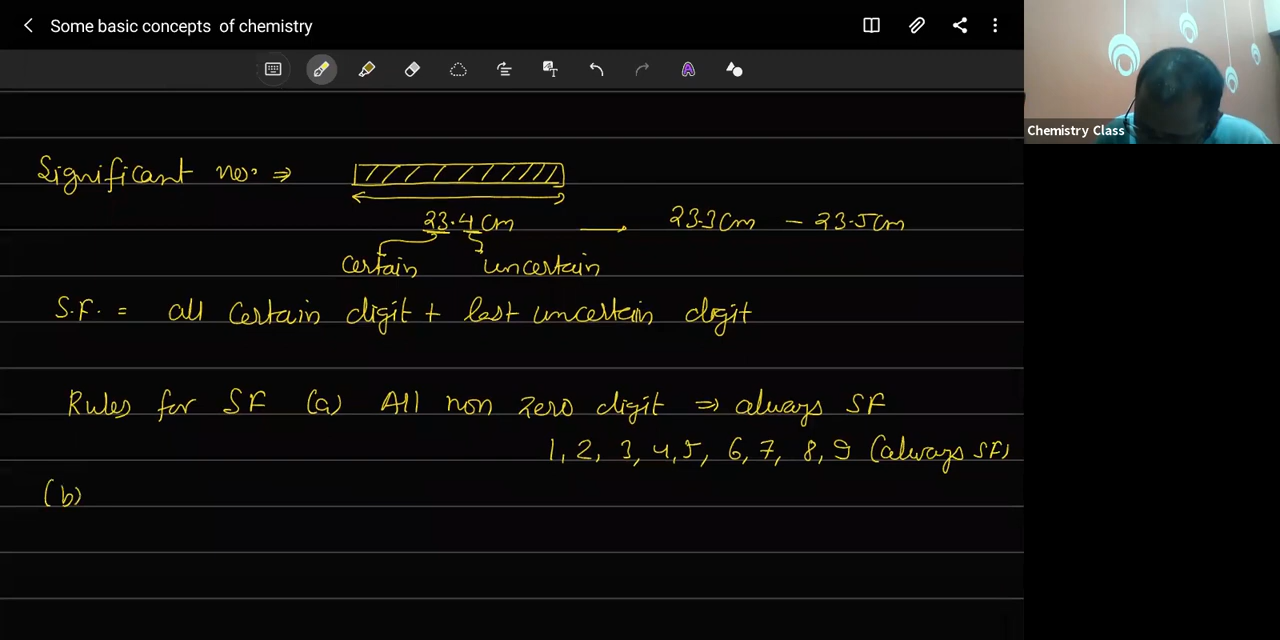 Some basic concepts of chemistry
Chemistry Class
Significant no. ⇒
23.4 cm → 23.3 cm - 23.5 cm
certain uncertain
S.F. = all certain digit + last uncertain digit
Rules for SF (a) All non zero digit ⇒ always SF
1, 2, 3, 4, 5, 6, 7, 8, 9 (always SF)
(b)